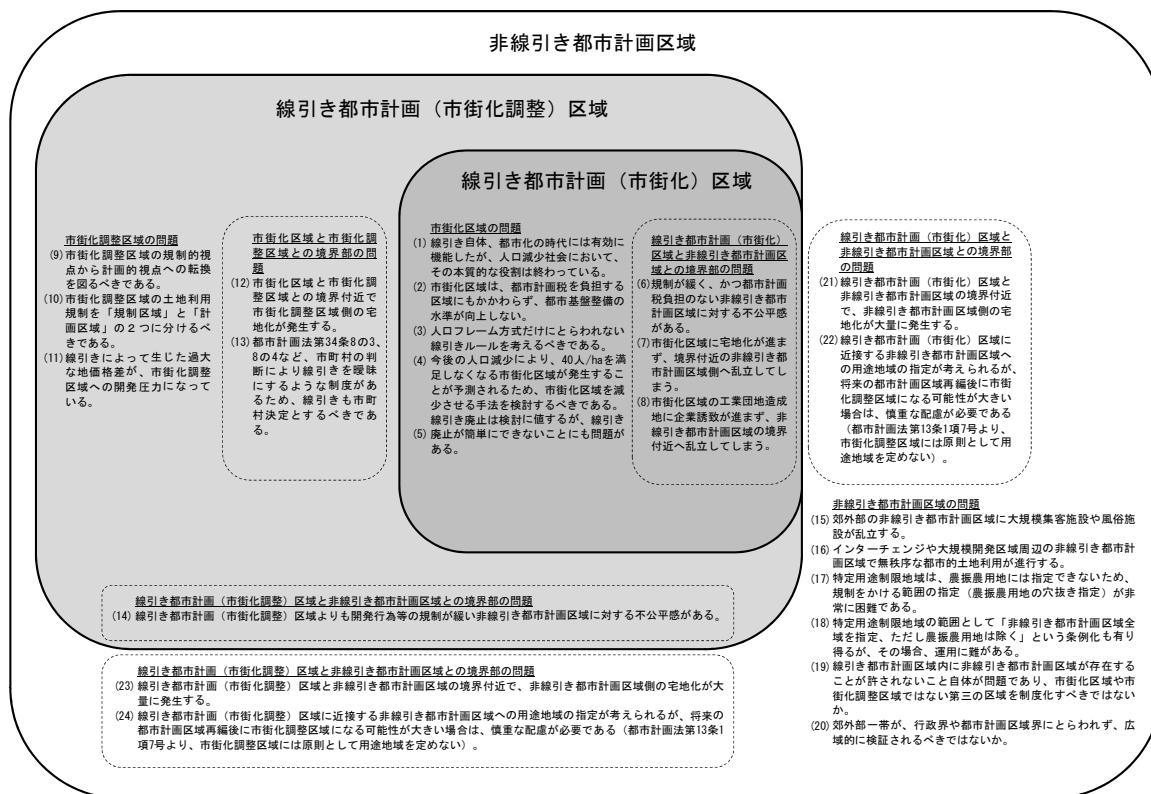 非線引き都市計画区域
線引き都市計画（市街化調整）区域
線引き都市計画（市街化）区域
市街化調整区域の問題
(9) 市街化調整区域の規制的視
点から計画的視点への転換
を図るべきである。
(10) 市街化調整区域の土地利用
規制を「規制区域」と「計
画区域」の２つに分けるべ
きである。
(11) 線引きによって生じた過大
な地価格差が、市街化調整
区域への開発圧力になって
いる。
市街化区域と市街化調
整区域との境界部の問
題
(12) 市街化区域と市街化調
整区域との境界付近で
市街化調整区域側の宅
地化が発生する。
(13) 都市計画法第34条8の3、
8の4など、市町村の判
断により線引きを曖昧
にするような制度があ
るため、線引きも市町
村決定とするべきであ
る。
市街化区域の問題
(1) 線引き自体、都市化の時代には有効に
機能したが、人口減少社会において、
その本質的な役割は終わっている。
(2) 市街化区域は、都市計画税を負担する
区域にもかかわらず、都市基盤整備の
水準が向上しない。
(3) 人口フレーム方式だけにとらわれない
線引きルールを考えるべきである。
(4) 今後の人口減少により、40人/haを満
足しなくなる市街化区域が発生するこ
とが予測されるため、市街化区域を減
少させる手法を検討するべきである。
線引き廃止は検討に値するが、線引き
(5) 廃止が簡単にできないことにも問題が
ある。
線引き都市計画（市街化）
区域と非線引き都市計画区
域との境界部の問題
(6) 規制が緩く、かつ都市計画
税負担のない非線引き都市
計画区域に対する不公平感
がある。
(7) 市街化区域に宅地化が進ま
ず、境界付近の非線引き都
市計画区域側へ乱立してし
まう。
(8) 市街化区域の工業団地造成
地に企業誘致が進まず、非
線引き都市計画区域の境界
付近へ乱立してしまう。
線引き都市計画（市街化）区域と
非線引き都市計画区域との境界部
の問題
(21) 線引き都市計画（市街化）区域と
非線引き都市計画区域の境界付近
で、非線引き都市計画区域側の宅
地化が大量に発生する。
(22) 線引き都市計画（市街化）区域に
近接する非線引き都市計画区域へ
の用途地域の指定が考えられるが、
将来の都市計画区域再編後に市街
化調整区域になる可能性が大きい
場合は、慎重な配慮が必要である
（都市計画法第13条1項7号より、
市街化調整区域には原則として用
途地域を定めない）。
非線引き都市計画区域の問題
(15) 郊外部の非線引き都市計画区域に大規模集客施設や風俗施
設が乱立する。
(16) インターチェンジや大規模開発区域周辺の非線引き都市計
画区域で無秩序な都市的土地利用が進行する。
(17) 特定用途制限地域は、農振農用地には指定できないため、
規制をかける範囲の指定（農振農用地の穴抜き指定）が非
常に困難である。
(18) 特定用途制限地域の範囲として「非線引き都市計画区域全
域を指定、ただし農振農用地は除く」という条例化も有り
得るが、その場合、運用に難がある。
(19) 線引き都市計画区域内に非線引き都市計画区域が存在する
ことが許されないこと自体が問題であり、市街化区域や市
街化調整区域ではない第三の区域を制度化すべきではない
か。
(20) 郊外部一帯が、行政界や都市計画区域界にとらわれず、広
域的に検証されるべきではないか。
線引き都市計画（市街化調整）区域と非線引き都市計画区域との境界部の問題
(14) 線引き都市計画（市街化調整）区域よりも開発行為等の規制が緩い非線引き都市計画区域に対する不公平感がある。
線引き都市計画（市街化調整）区域と非線引き都市計画区域との境界部の問題
(23) 線引き都市計画（市街化調整）区域と非線引き都市計画区域の境界付近で、非線引き都市計画区域側の宅地化が大
量に発生する。
(24) 線引き都市計画（市街化調整）区域に近接する非線引き都市計画区域への用途地域の指定が考えられるが、将来の
都市計画区域再編後に市街化調整区域になる可能性が大きい場合は、慎重な配慮が必要である（都市計画法第13条1
項7号より、市街化調整区域には原則として用途地域を定めない）。